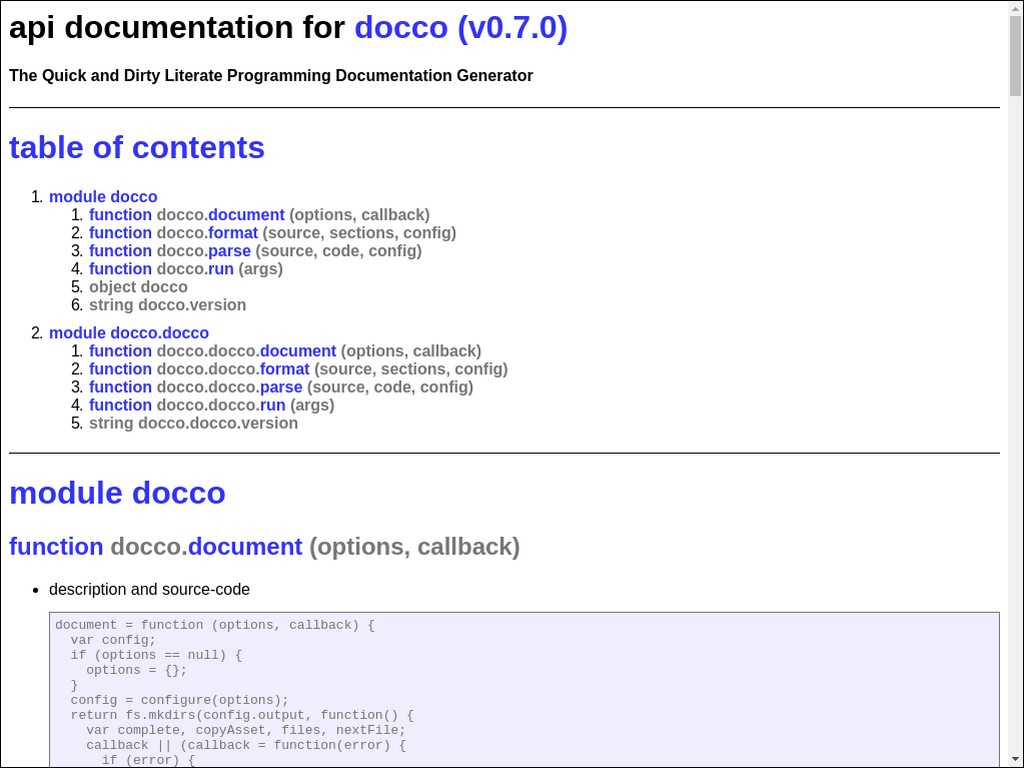 api documentation for docco (v0.7.0)
The Quick and Dirty Literate Programming Documentation Generator
table of contents
1. module docco
1. function docco.document (options, callback)
2. function docco.format (source, sections, config)
3. function docco.parse (source, code, config)
4. function docco.run (args)
5. object docco
6. string docco.version
2. module docco.docco
1. function docco.docco.document (options, callback)
2. function docco.docco.format (source, sections, config)
3. function docco.docco.parse (source, code, config)
4. function docco.docco.run (args)
5. string docco.docco.version
module docco
function docco.document (options, callback)
• description and source-code
document = function (options, callback) {
  var config;
  if (options == null) {
    options = {};
  }
  config = configure(options);
  return fs.mkdirs(config.output, function() {
    var complete, copyAsset, files, nextFile;
    callback || (callback = function(error) {
      if (error) {